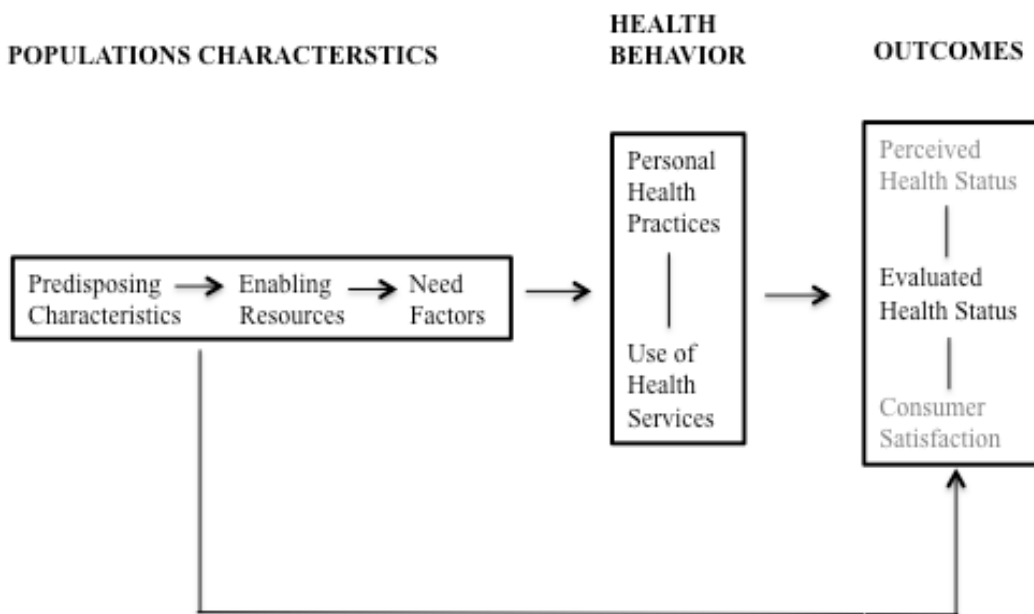 POPULATIONS CHARACTERSTICS
HEALTH
BEHAVIOR
OUTCOMES
Predisposing
Characteristics
Enabling
Resources
Need
Factors
Personal
Health
Practices
Use of
Health
Services
Perceived
Health Status
Evaluated
Health Status
Consumer
Satisfaction